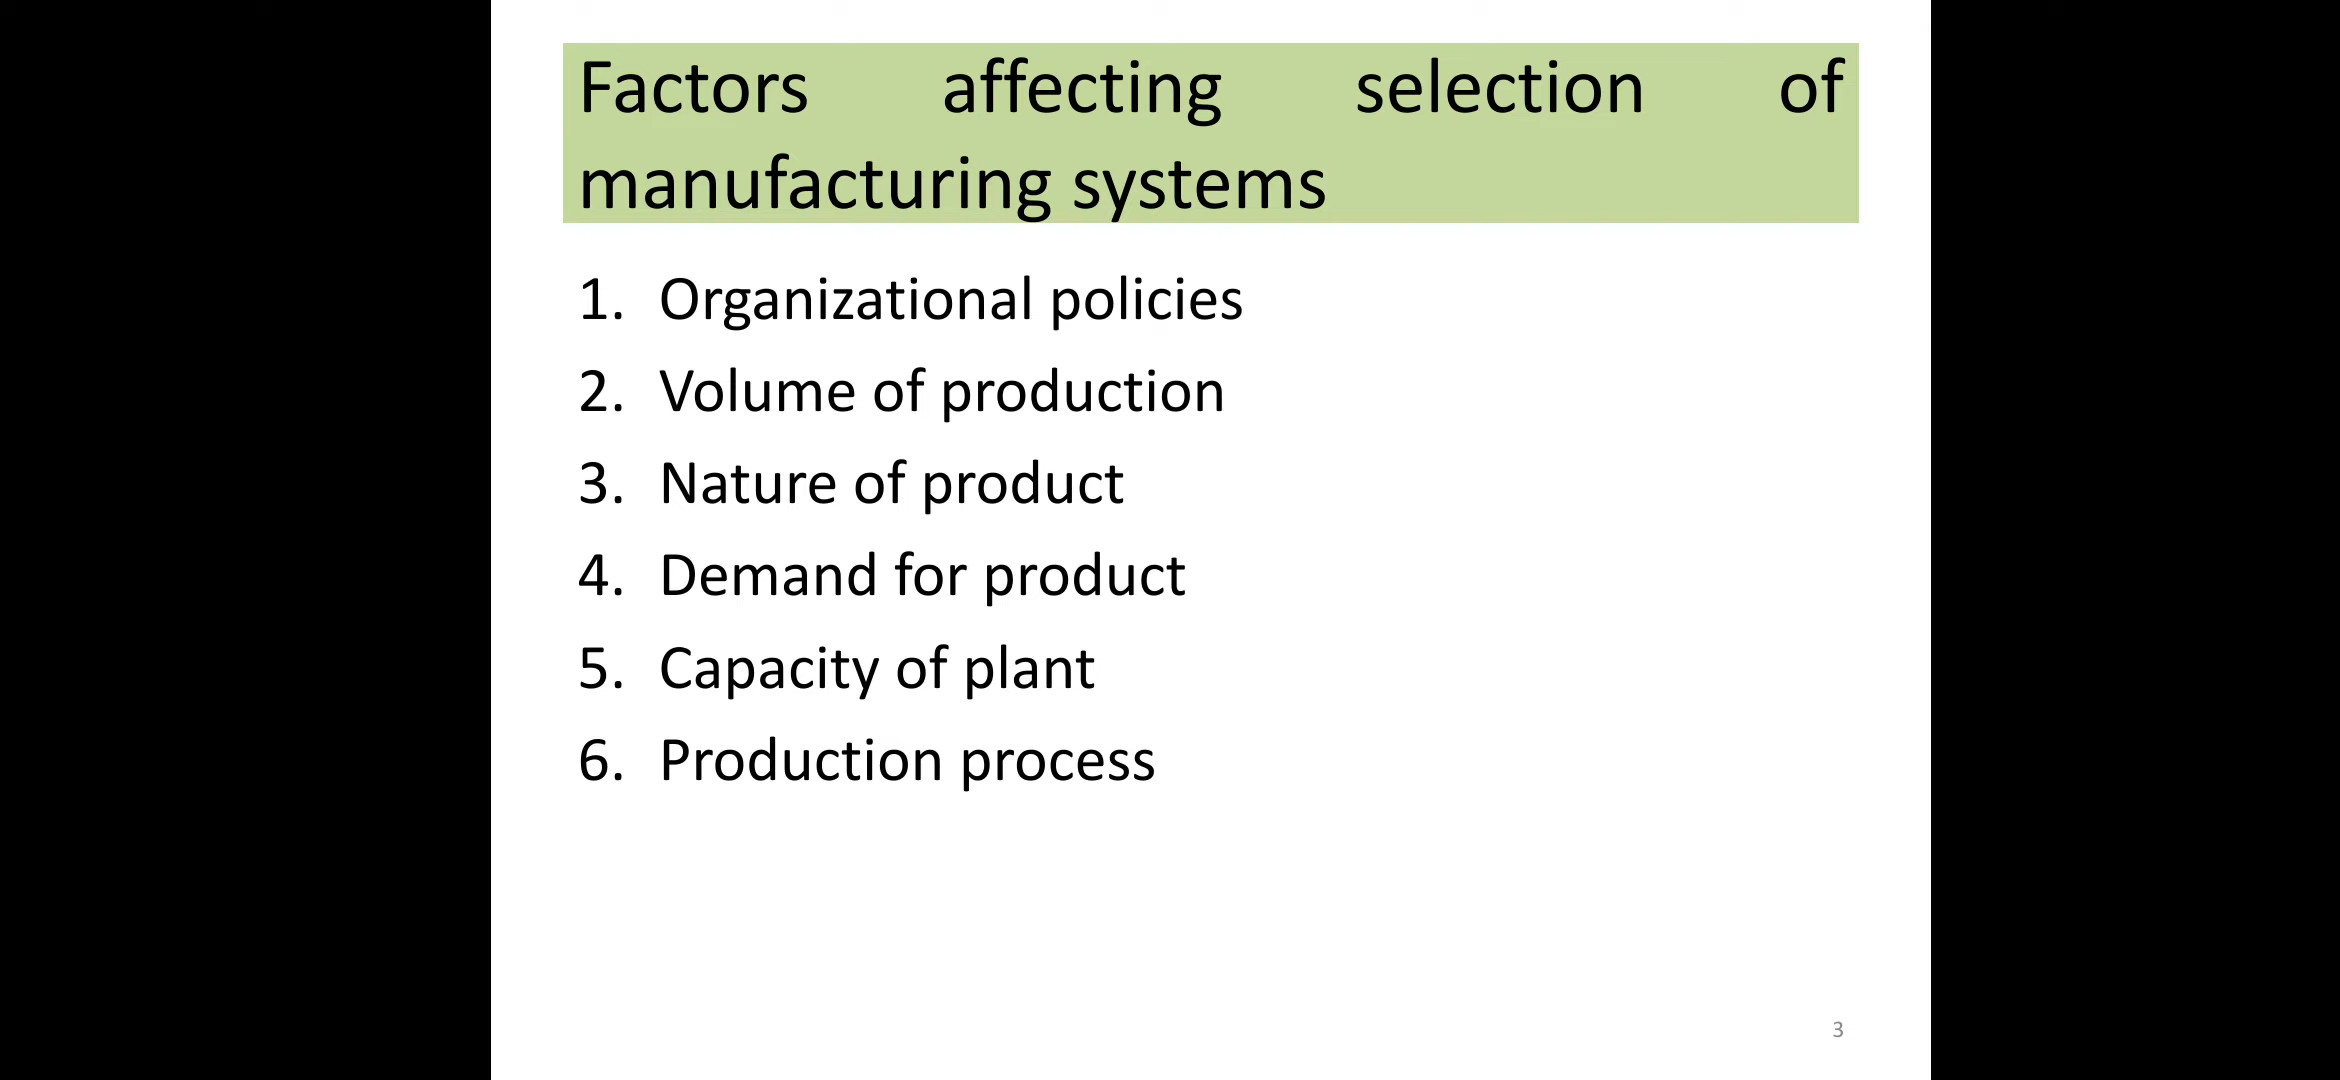 Factors affecting selection of
manufacturing systems
1. Organizational policies
2. Volume of production
3. Nature of product
4. Demand for product
5. Capacity of plant
6. Production process
3